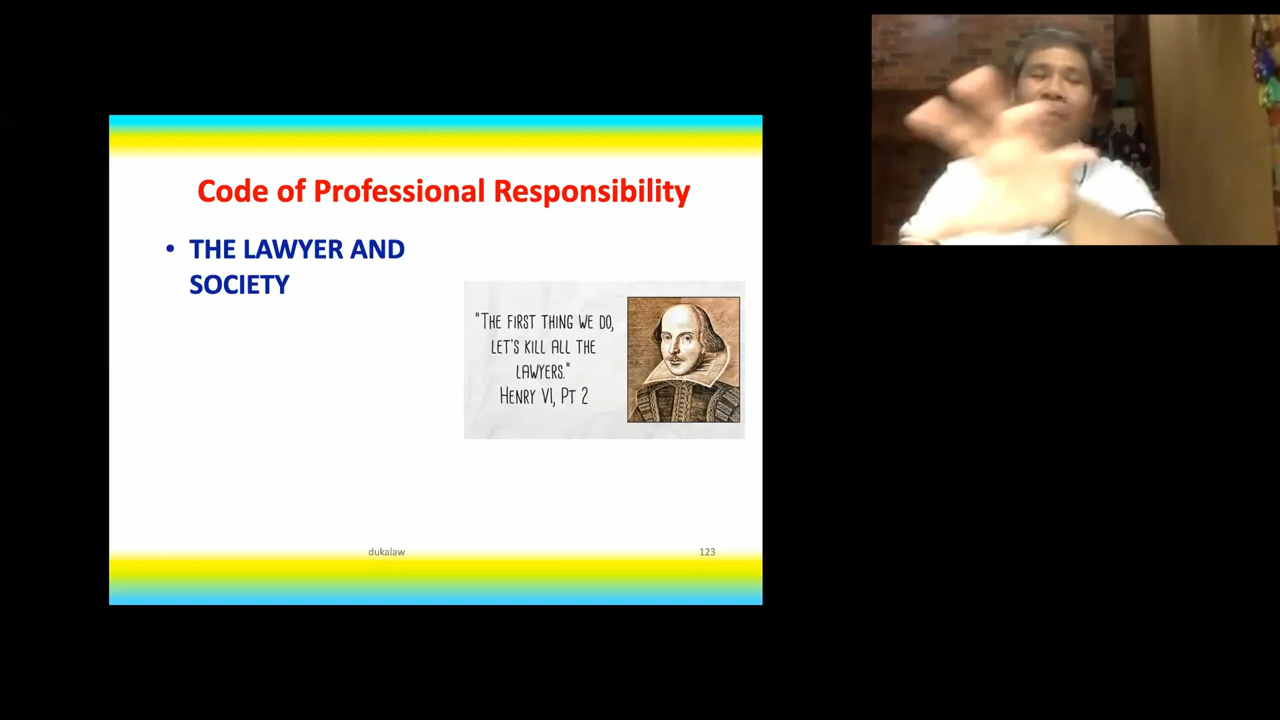 Code of Professional Responsibility
• THE LAWYER AND
SOCIETY
"THE FIRST THING WE DO,
LET'S KILL ALL THE
LAWYERS."
HENRY VI, PT 2
dukalaw
123